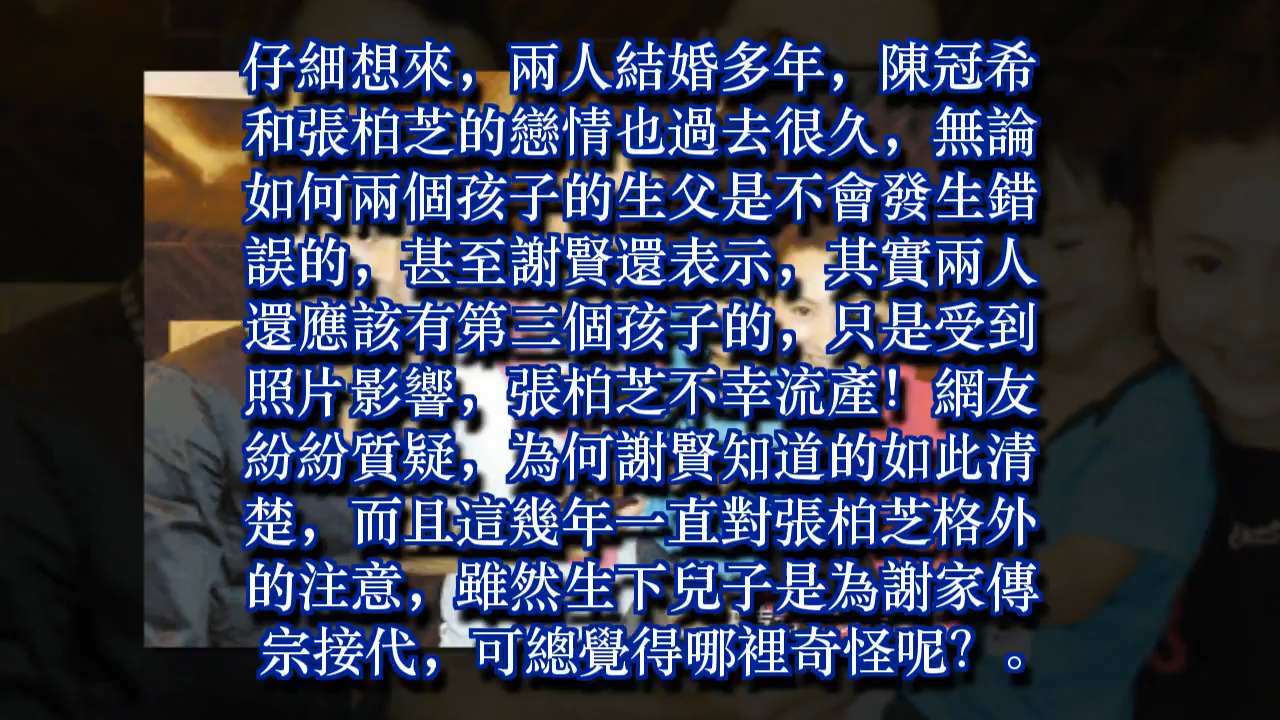 仔細想來，兩人結婚多年，陳冠希
和張柏芝的戀情也過去很久，無論
如何兩個孩子的生父是不會發生錯
誤的，甚至謝賢還表示，其實兩人
還應該有第三個孩子的，只是受到
照片影響，張柏芝不幸流產！網友
紛紛質疑，為何謝賢知道的如此清
楚，而且這幾年一直對張柏芝格外
的注意，雖然生下兒子是為謝家傳
宗接代，可總覺得哪裡奇怪呢？。